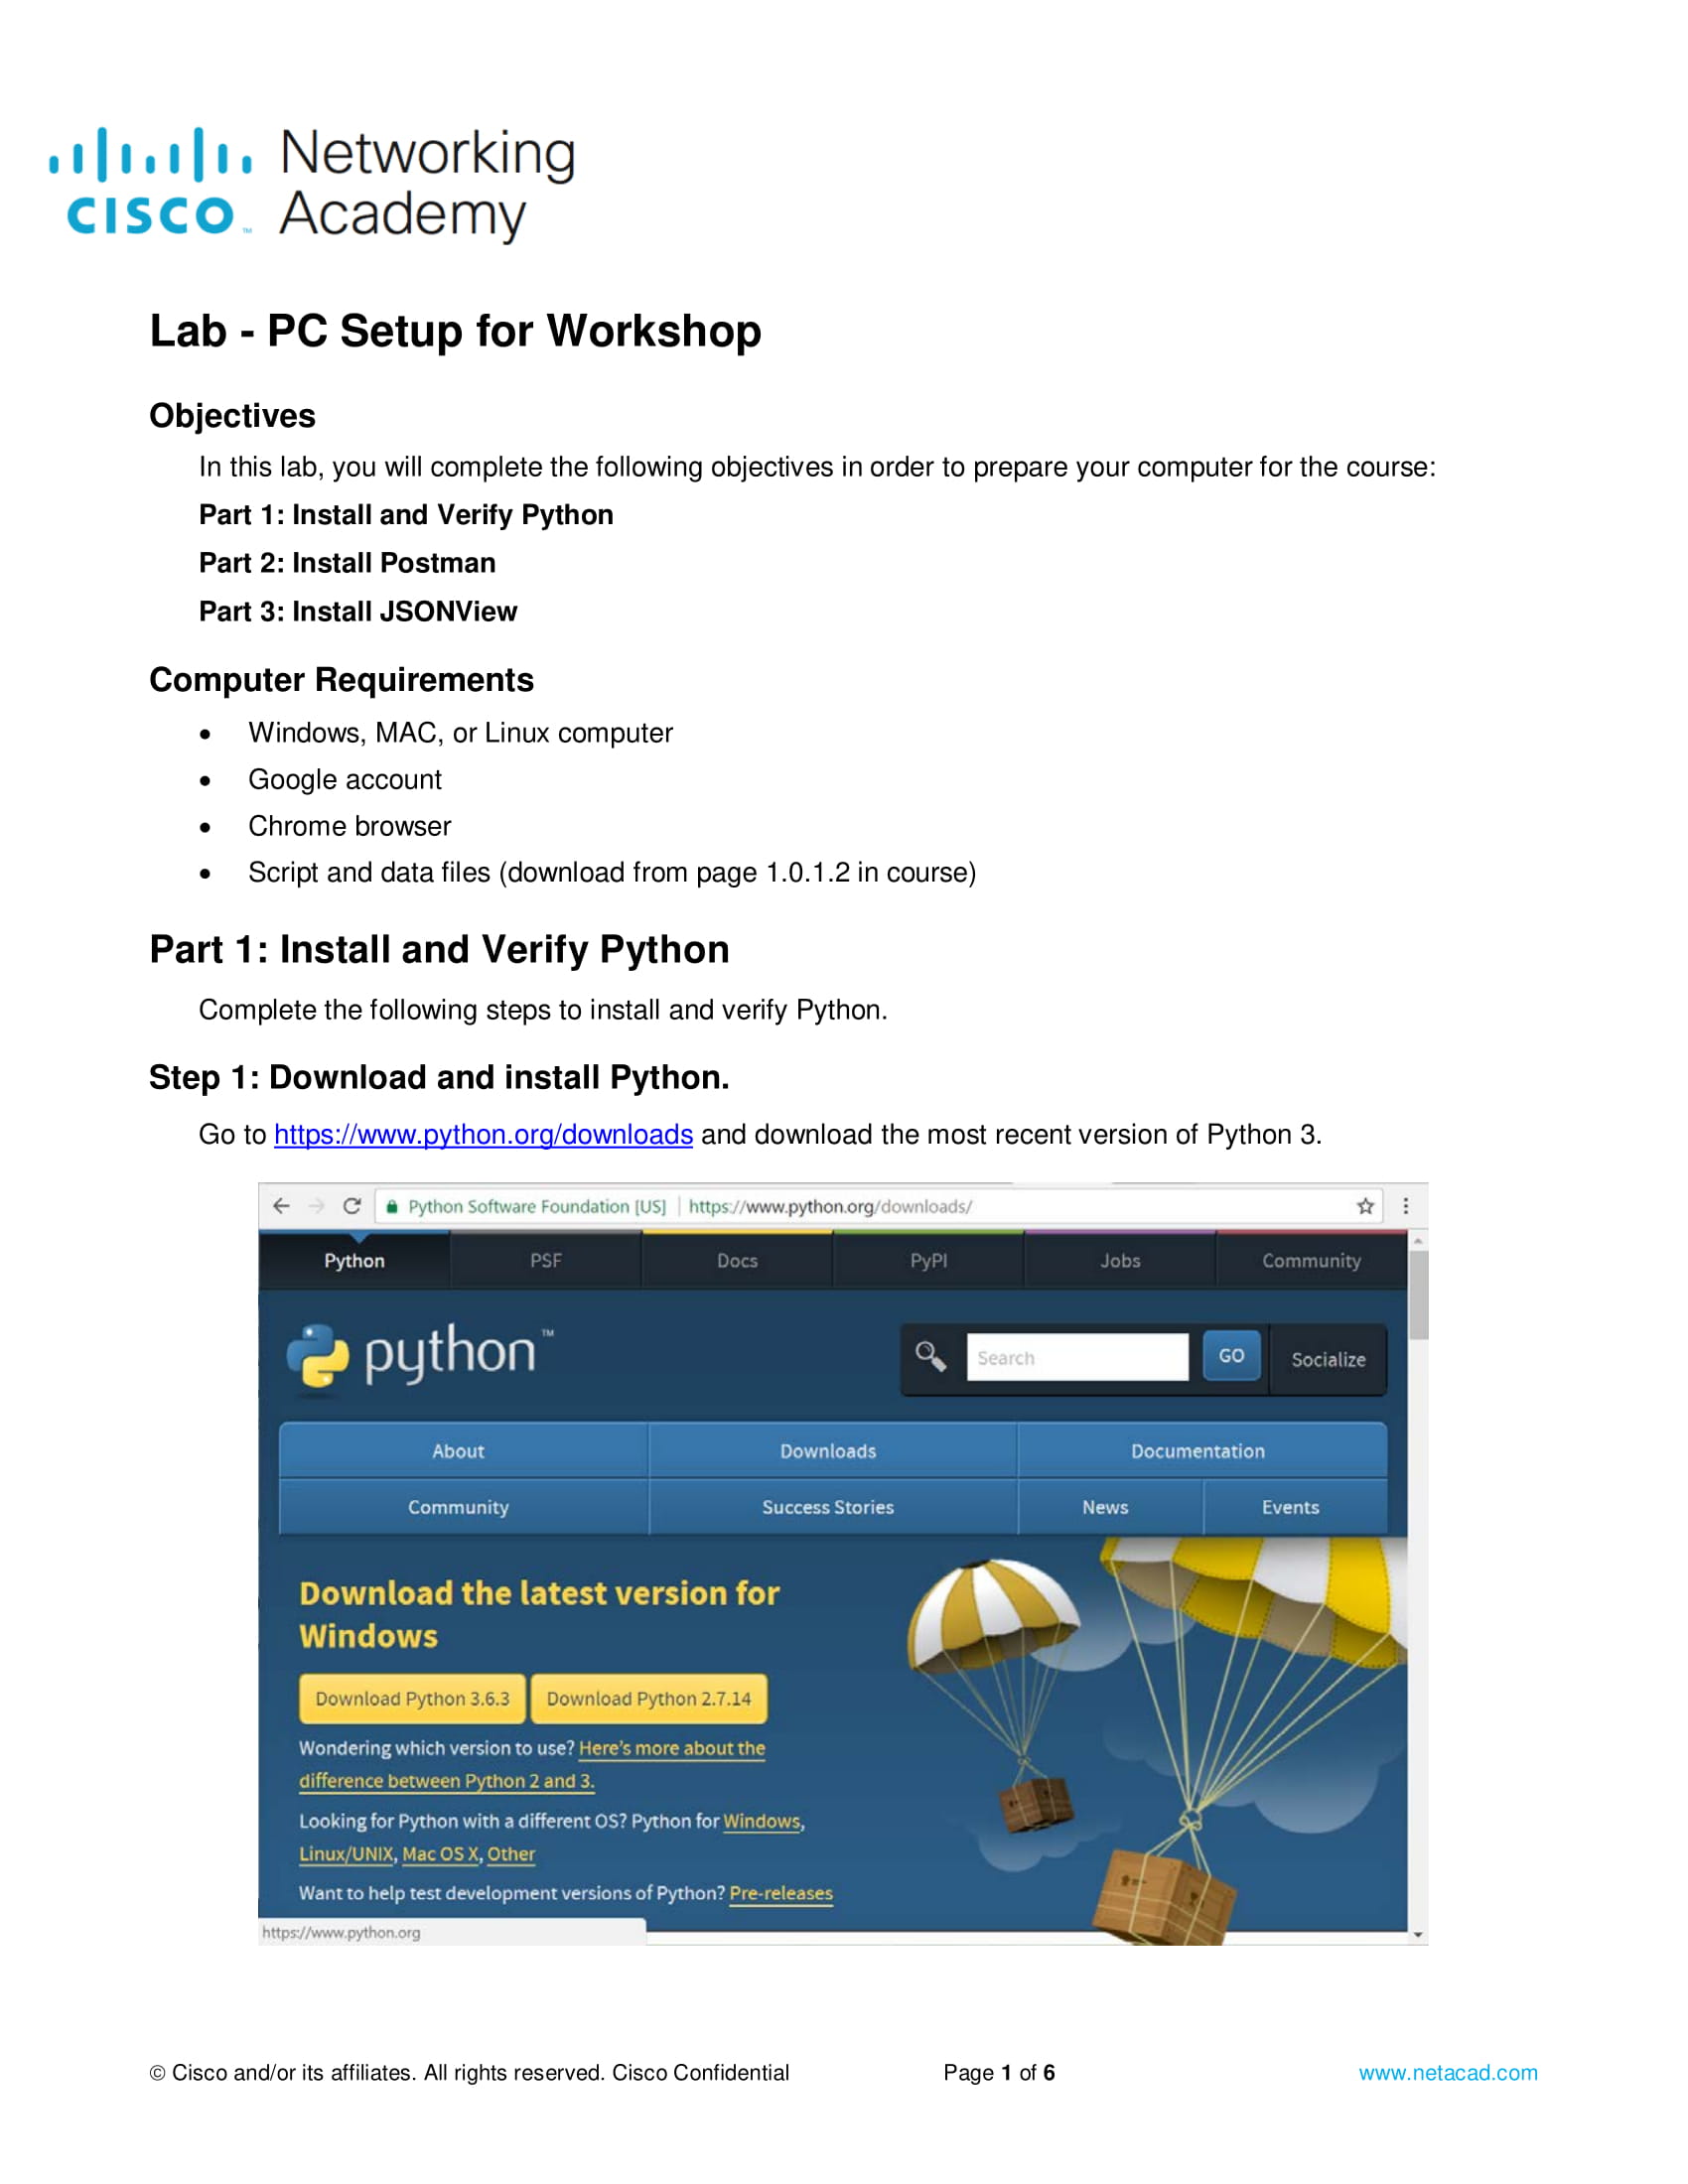 Networking
CISCO™ Academy
Lab - PC Setup for Workshop
Objectives
In this lab, you will complete the following objectives in order to prepare your computer for the course:
Part 1: Install and Verify Python
Part 2: Install Postman
Part 3: Install JSONView
Computer Requirements
• Windows, MAC, or Linux computer
• Google account
• Chrome browser
• Script and data files (download from page 1.0.1.2 in course)
Part 1: Install and Verify Python
Complete the following steps to install and verify Python.
Step 1: Download and install Python.
Go to https://www.python.org/downloads and download the most recent version of Python 3.
Python Software Foundation [US] https://www.python.org/downloads/
Python PSF Docs PyPI Jobs Community
python™ Search GO Socialize
About Downloads Documentation
Community Success Stories News Events
Download the latest version for
Windows
Download Python 3.6.3 Download Python 2.7.14
Wondering which version to use? Here's more about the
difference between Python 2 and 3.
Looking for Python with a different OS? Python for Windows,
Linux/UNIX, Mac OS X, Other
Want to help test development versions of Python? Pre-releases
https://www.python.org
© Cisco and/or its affiliates. All rights reserved. Cisco Confidential Page 1 of 6 www.netacad.com